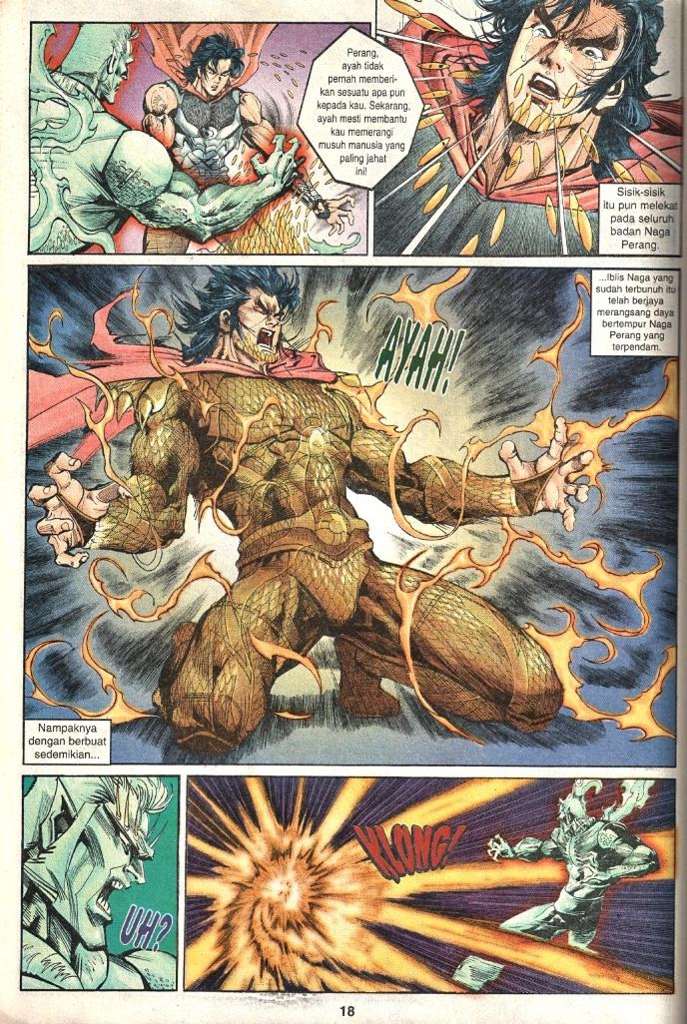 Perang,
ayah tidak
pernah memberi-
kan sesuatu apa pun
kepada kau. Sekarang,
ayah mesti membantu
kau memerangi
musuh manusia yang
paling jahat
ini!
Sisik-sisik
itu pun melekat
pada seluruh
badan Naga
Perang.
...Iblis Naga yang
sudah terbunuh itu
telah berjaya
merangsang daya
bertempur Naga
Perang yang
terpendam.
AYAH!
Nampaknya
dengan berbuat
sedemikian...
UH?
KLONG!
18